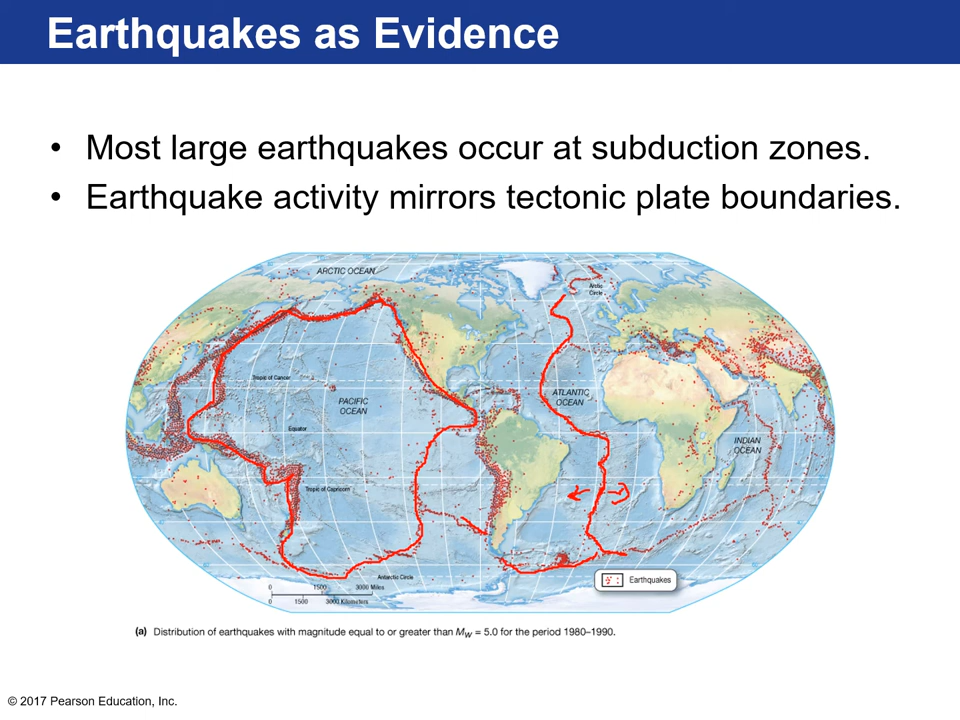 Earthquakes as Evidence
• Most large earthquakes occur at subduction zones.
• Earthquake activity mirrors tectonic plate boundaries.
ARCTIC OCEAN
Arctic
Circle
Tropic of Cancer
PACIFIC
OCEAN
ATLANTIC
OCEAN
Equator
INDIAN
OCEAN
Tropic of Capricorn
Antarctic Circle
0 1500 3000 Miles
0 1500 3000 Kilometers
Earthquakes
(a) Distribution of earthquakes with magnitude equal to or greater than MW = 5.0 for the period 1980–1990.
© 2017 Pearson Education, Inc.